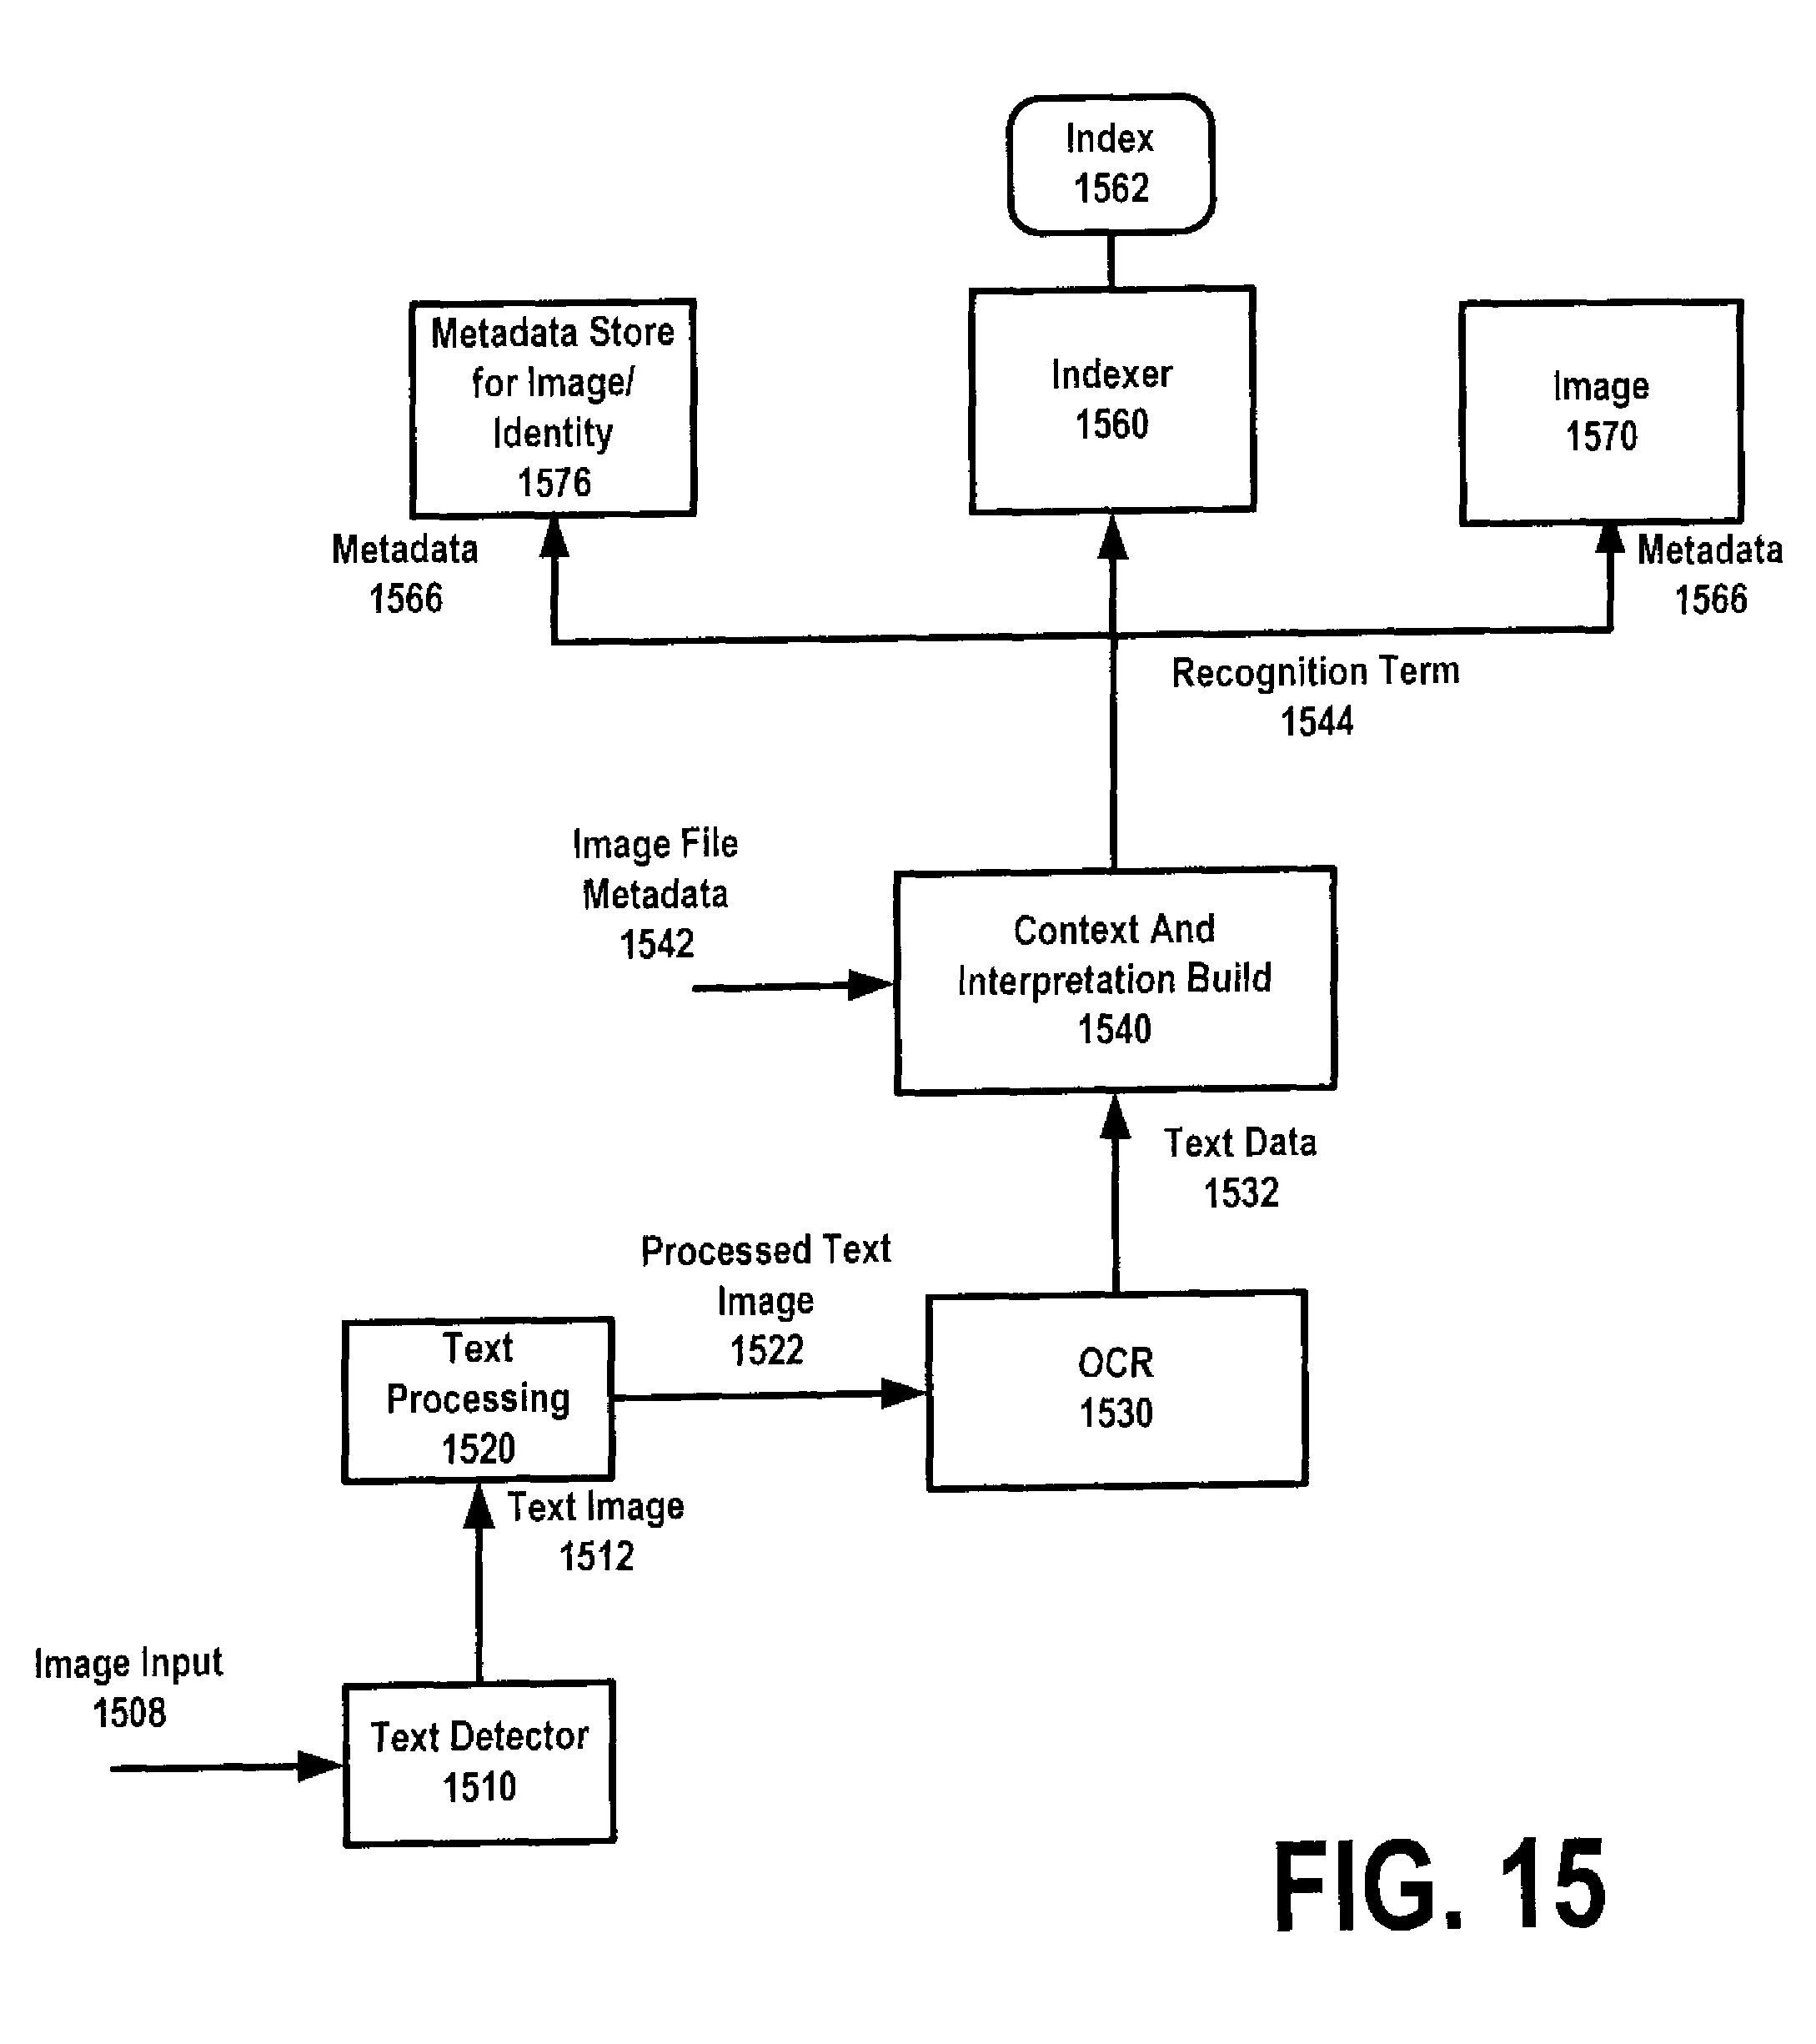 Index
1562
Metadata Store
for Image/
Identity
1576
Indexer
1560
Image
1570
Metadata
1566
Metadata
1566
Recognition Term
1544
Image File
Metadata
1542
Context And
Interpretation Build
1540
Text Data
1532
Processed Text
Image
1522
Text
Processing
1520
OCR
1530
Text Image
1512
Image Input
1508
Text Detector
1510
FIG. 15